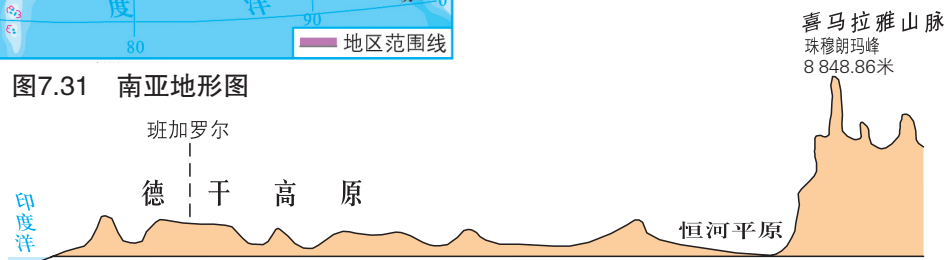 度 洋
80
90
0
地区范围线
图7.31 南亚地形图
喜马拉雅山脉
珠穆朗玛峰
8 848.86米
班加罗尔
德干高原
印度洋
恒河平原